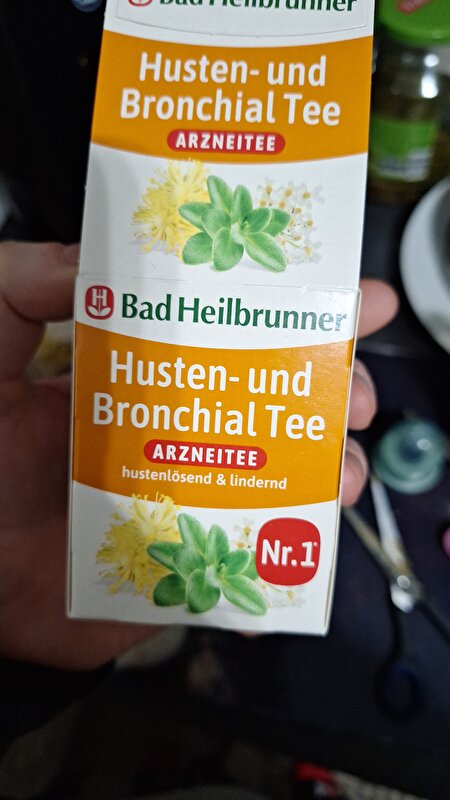 Bad Heilbrunner
Husten- und
Bronchial Tee
ARZNEITEE
Bad Heilbrunner
Husten- und
Bronchial Tee
ARZNEITEE
hustenlösend & lindernd
Nr.1*